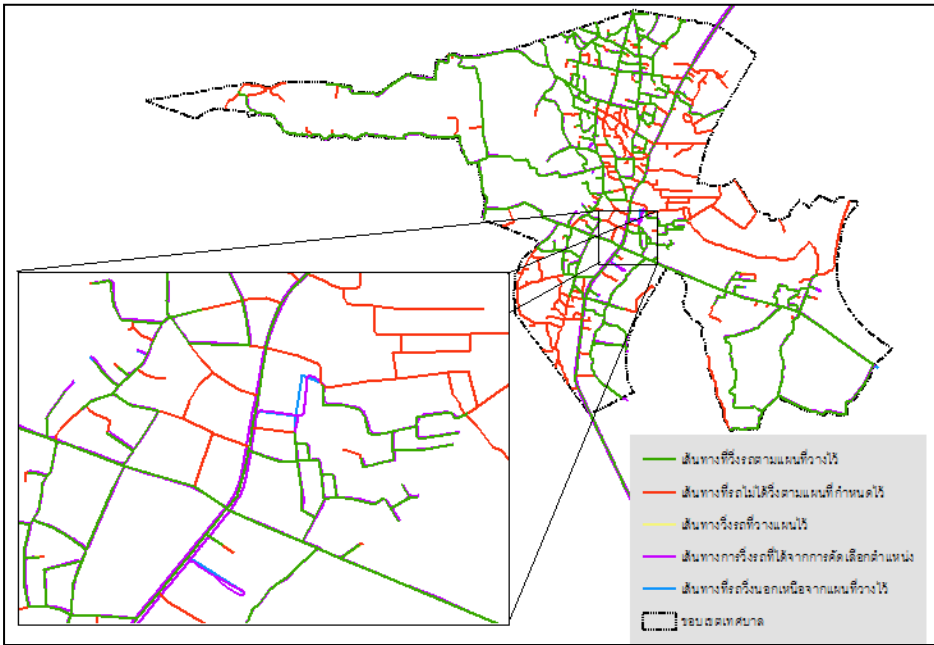 เส้นทางที่วิ่งรถตามแผนที่วางไว้
เส้นทางที่รถไม่ได้วิ่งตามแผนที่กำหนดไว้
เส้นทางวิ่งรถที่วางแผนไว้
เส้นทางการวิ่งรถที่ได้จากการคัดเลือกตำแหน่ง
เส้นทางที่รถวิ่งนอกเหนือจากแผนที่วางไว้
ขอบเขตเทศบาล